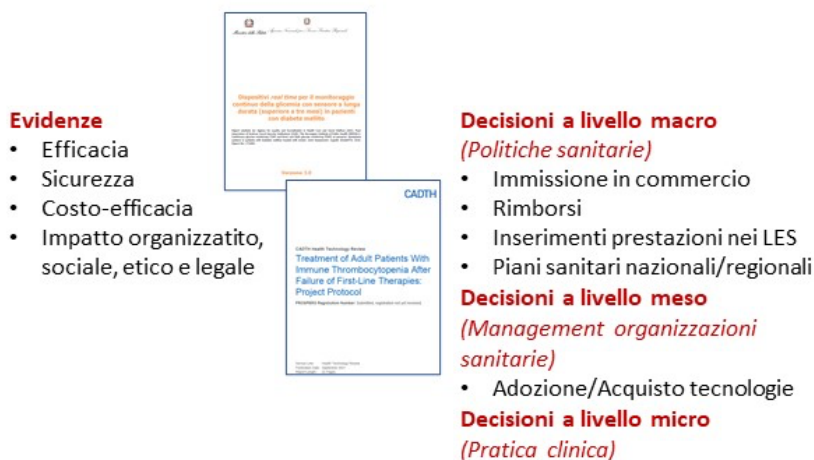 Evidenze
• Efficacia
• Sicurezza
• Costo-efficacia
• Impatto organizzatito,
sociale, etico e legale
Dispositivi real time per il monitoraggio
continuo della glicemia con sensore a lunga
durata (superiore a tre mesi) in pazienti
con diabete mellito
CADTH
CADTH Health Technology Review
Treatment of Adult Patients With
Immune Thrombocytopenia After
Failure of First-Line Therapies:
Project Protocol
Decisioni a livello macro
(Politiche sanitarie)
• Immissione in commercio
• Rimborsi
• Inserimenti prestazioni nei LES
• Piani sanitari nazionali/regionali
Decisioni a livello meso
(Management organizzazioni
sanitarie)
• Adozione/Acquisto tecnologie
Decisioni a livello micro
(Pratica clinica)